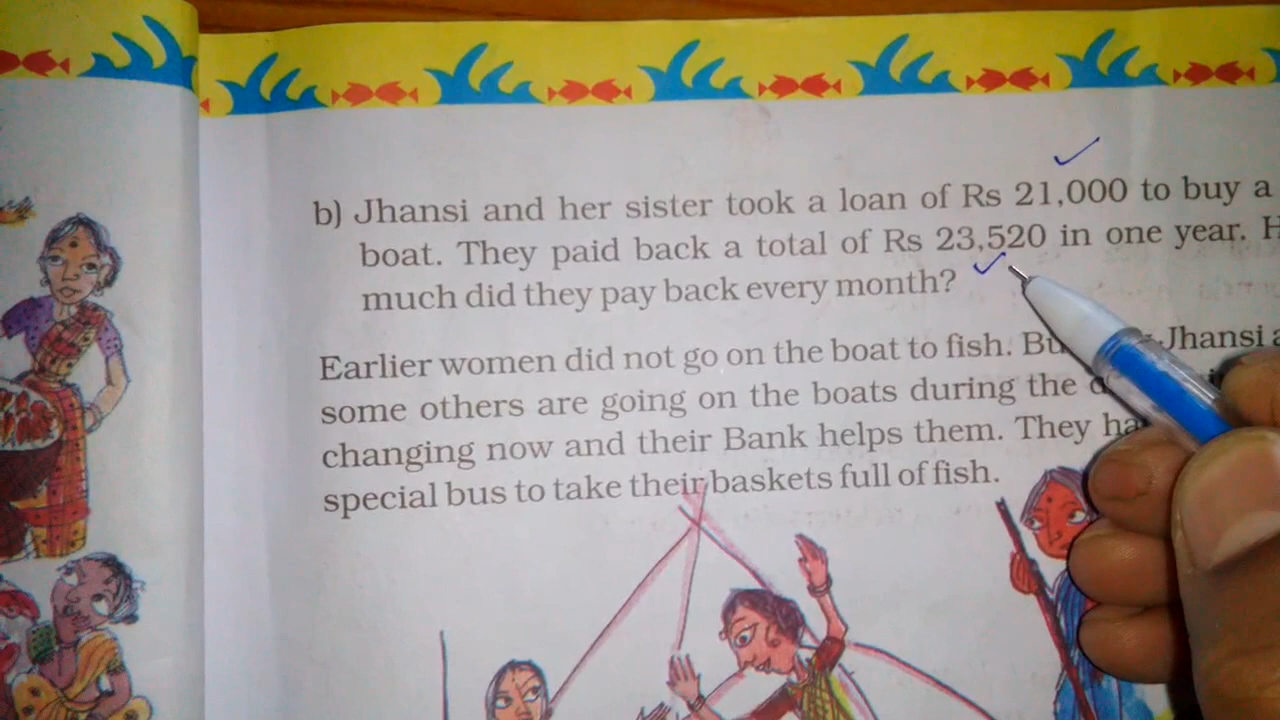 b) Jhansi and her sister took a loan of Rs 21,000 to buy a
boat. They paid back a total of Rs 23,520 in one year. H
much did they pay back every month?
Earlier women did not go on the boat to fish. Jhansi
some others are going on the boats during the
changing now and their Bank helps them. They
special bus to take their baskets full of fish.